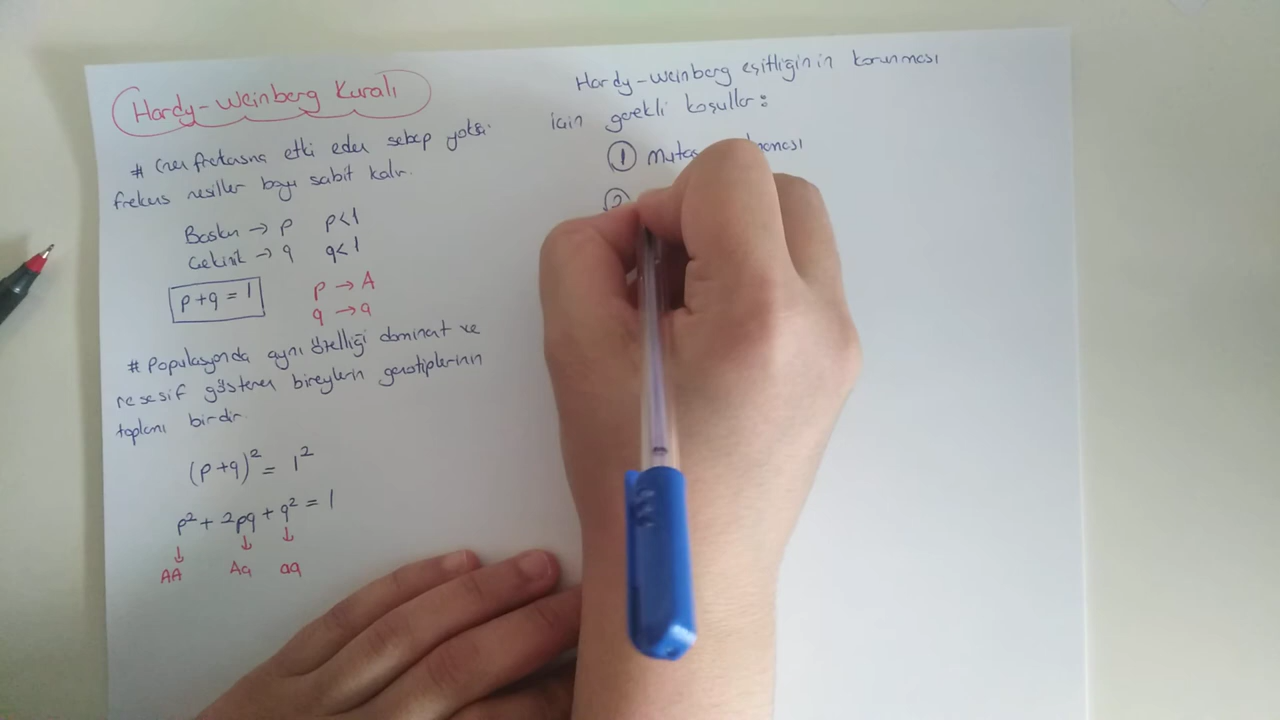 Hardy-Weinberg Kuralı
# Gen frekasına etki eden sebep yoksa
frekans nesiller boyu sabit kalır.
Baskın → p p<1
Çekinik → q q<1
p+q = 1
p → A
q → a
# Populasyonda aynı özelliği dominant ve
resesif gösteren bireylerin genotiplerinin
toplamı birdir.
(p+q)² = 1²
p² + 2pq + q² = 1
↓ ↓ ↓
AA Aa aa
Hardy-Weinberg eşitliğinin korunması
için gerekli koşullar:
①
②